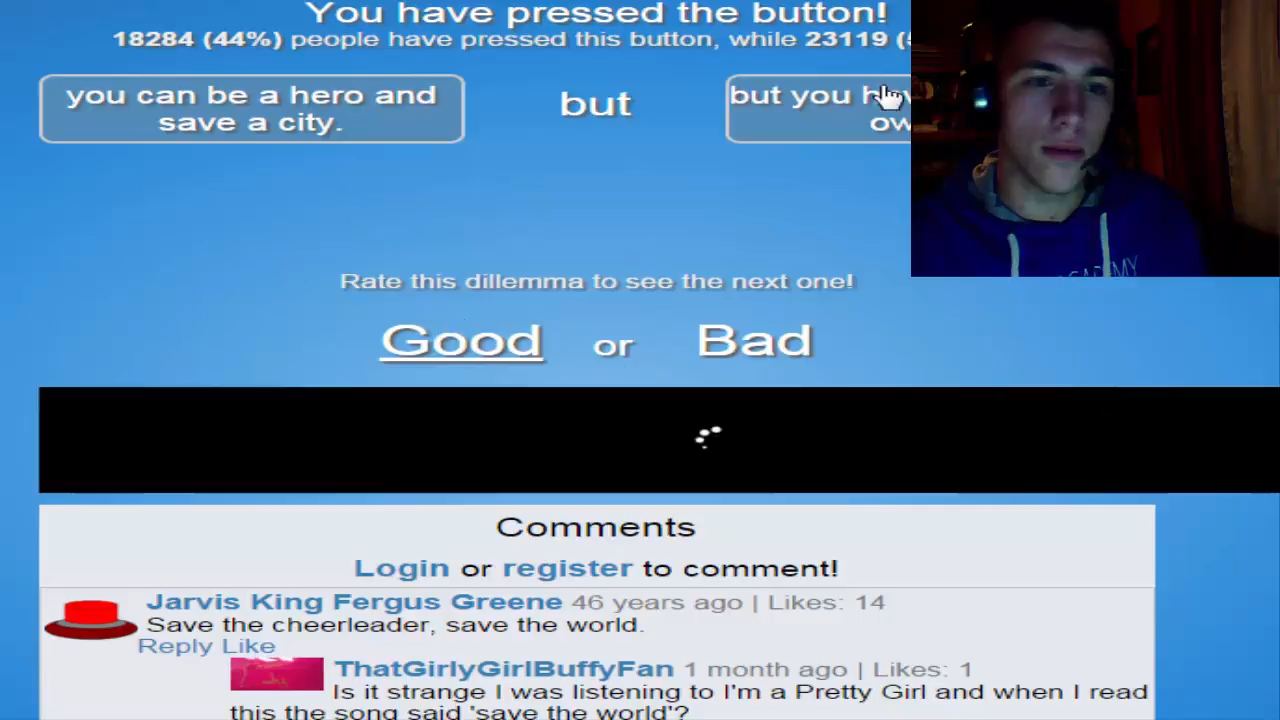 You have pressed the button!
18284 (44%) people have pressed this button, while 23119
you can be a hero and
save a city.
but
but you
Rate this dillemma to see the next one!
Good or Bad
Comments
Login or register to comment!
Jarvis King Fergus Greene 46 years ago | Likes: 14
Save the cheerleader, save the world.
Reply Like
ThatGirlyGirlBuffyFan 1 month ago | Likes: 1
Is it strange I was listening to I'm a Pretty Girl and when I read
this the song said 'save the world'?